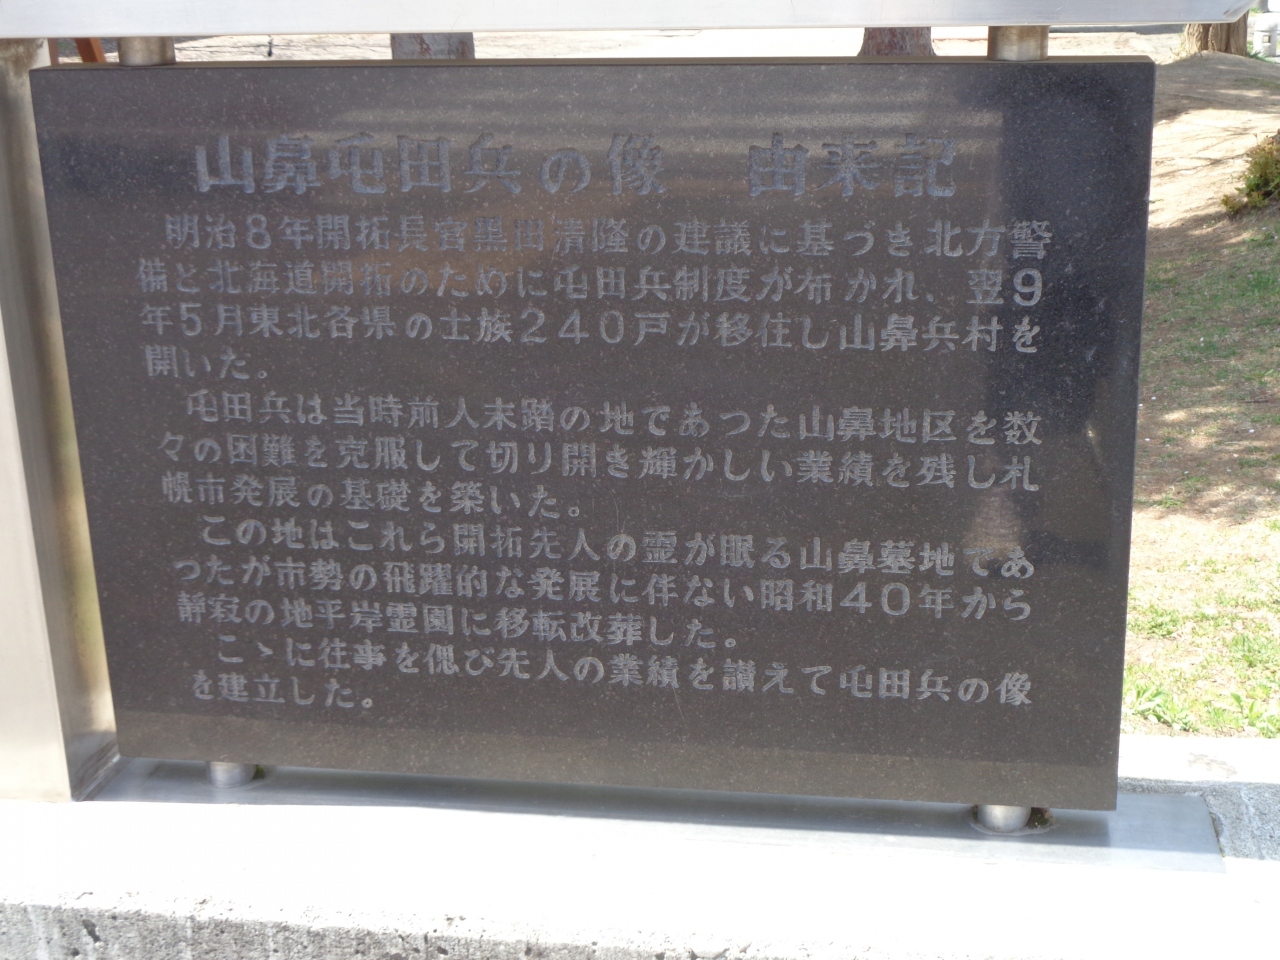 山鼻屯田兵の像 由来記
明治8年開拓長官黒田清隆の建議に基づき北方警
備と北海道開拓のために屯田兵制度が布かれ、翌9
年5月東北各県の士族240戸が移住し山鼻兵村を
開いた。
屯田兵は当時前人未踏の地であつた山鼻地区を数
々の困難を克服して切り開き輝かしい業績を残し札
幌市発展の基礎を築いた。
この地はこれら開拓先人の霊が眠る山鼻墓地であ
つたが市勢の飛躍的な発展に伴ない昭和40年から
静寂の地平岸霊園に移転改葬した。
こゝに往事を偲び先人の業績を讃えて屯田兵の像
を建立した。